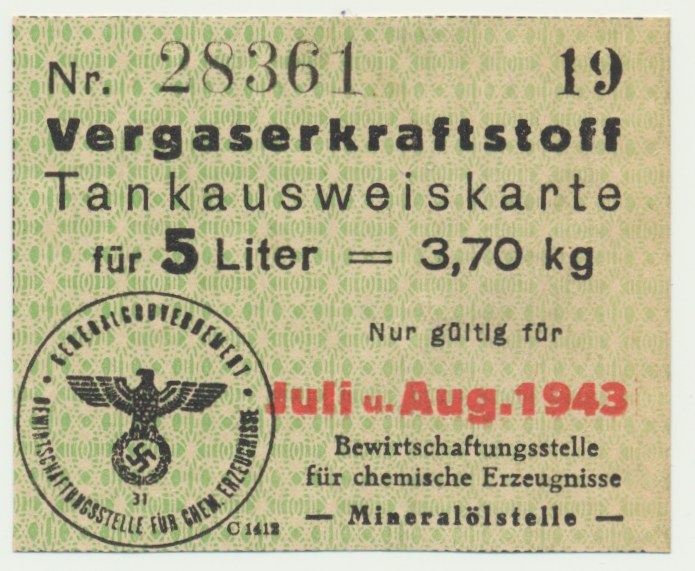 Nr. 28361 19
Vergaserkraftstoff
Tankausweiskarte
für 5 Liter = 3,70 kg
Nur gültig für
Juli u. Aug. 1943
Bewirtschaftungsstelle
für chemische Erzeugnisse
— Mineralölstelle —
GENERALGOUVERNEMENT
BEWIRTSCHAFTUNGSSTELLE FÜR CHEM. ERZEUGNISSE
31
C 1412